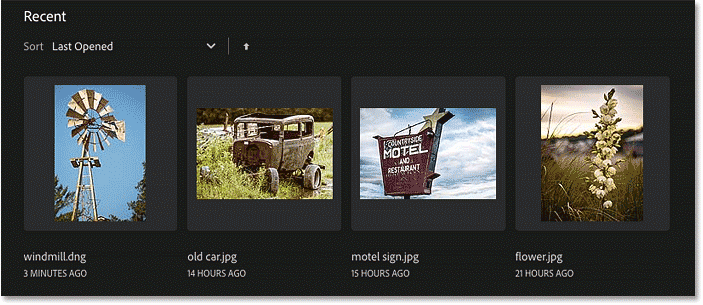 Recent
Sort Last Opened
COUNTRYSIDE
MOTEL
AND
RESTAURANT
windmill.dng
old car.jpg
motel sign.jpg
flower.jpg
3 MINUTES AGO
14 HOURS AGO
15 HOURS AGO
21 HOURS AGO